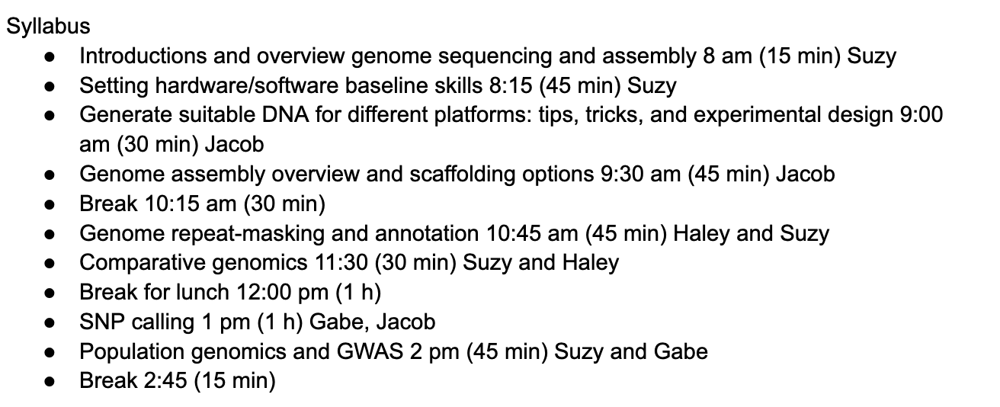 Syllabus
● Introductions and overview genome sequencing and assembly 8 am (15 min) Suzy
● Setting hardware/software baseline skills 8:15 (45 min) Suzy
● Generate suitable DNA for different platforms: tips, tricks, and experimental design 9:00
am (30 min) Jacob
● Genome assembly overview and scaffolding options 9:30 am (45 min) Jacob
● Break 10:15 am (30 min)
● Genome repeat-masking and annotation 10:45 am (45 min) Haley and Suzy
● Comparative genomics 11:30 (30 min) Suzy and Haley
● Break for lunch 12:00 pm (1 h)
● SNP calling 1 pm (1 h) Gabe, Jacob
● Population genomics and GWAS 2 pm (45 min) Suzy and Gabe
● Break 2:45 (15 min)